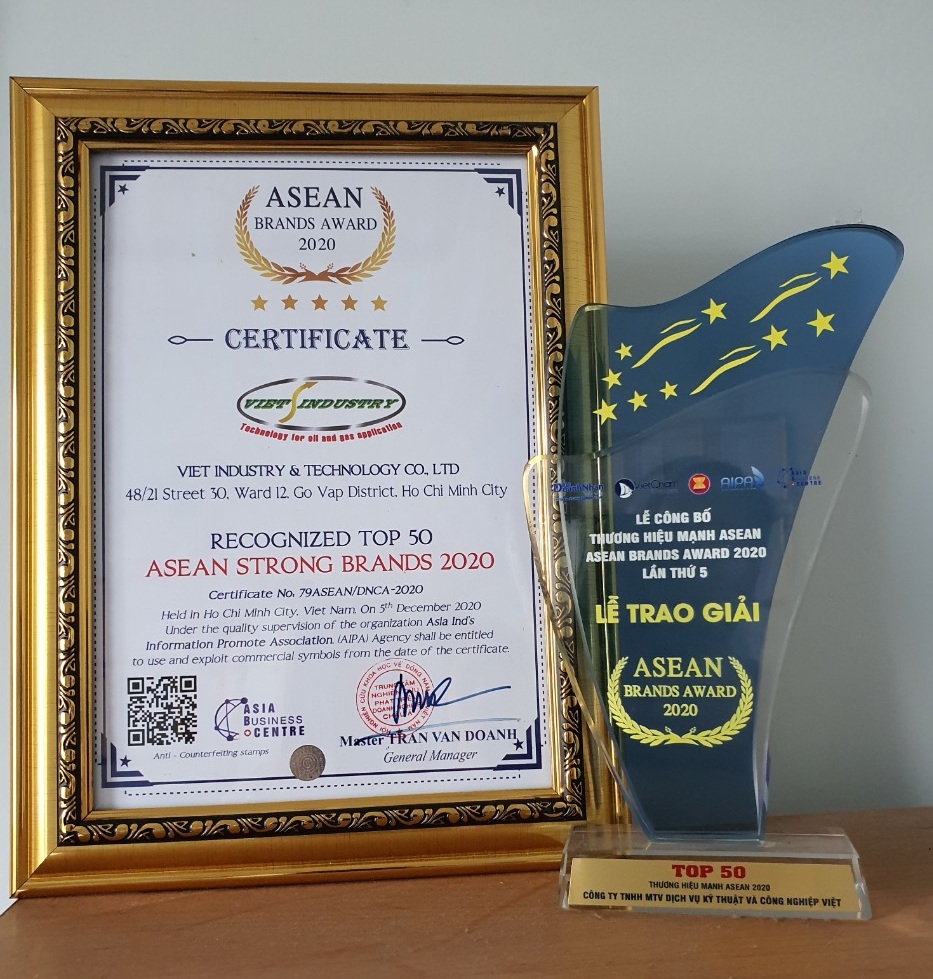 ASEAN
BRANDS AWARD
2020
CERTIFICATE
VIET INDUSTRY
Technology for oil and gas application
VIET INDUSTRY & TECHNOLOGY CO., LTD
48/21 Street 30, Ward 12, Go Vap District, Ho Chi Minh City
RECOGNIZED TOP 50
ASEAN STRONG BRANDS 2020
Certificate No. 79ASEAN/DNCA-2020
Held in Ho Chi Minh City, Viet Nam. On 5th December 2020
Under the quality supervision of the organization Asia Ind's
Information Promote Association. (AIPA) Agency shall be entitled
to use and exploit commercial symbols from the date of the certificate.
ASIA
BUSINESS
CENTRE
TRUNG TÂM
Anti - Counterfeiting stamps
Master TRAN VAN DOANH
General Manager
AIPA
ASIA
BUSINESS
CENTRE
LỄ CÔNG BỐ
THƯƠNG HIỆU MẠNH ASEAN
ASEAN BRANDS AWARD 2020
LẦN THỨ 5
LỄ TRAO GIẢI
ASEAN
BRANDS AWARD
2020
TOP 50
THƯƠNG HIỆU MẠNH ASEAN 2020
CÔNG TY TNHH MTV DỊCH VỤ KỸ THUẬT VÀ CÔNG NGHIỆP VIỆT